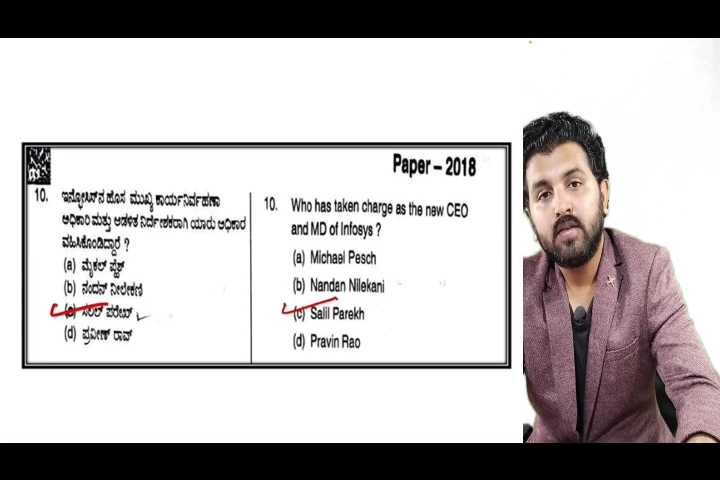 Paper – 2018
10. ಇನ್ಫೋಸಿಸ್‌ನ ಹೊಸ ಮುಖ್ಯ ಕಾರ್ಯನಿರ್ವಹಣಾ
ಅಧಿಕಾರಿ ಮತ್ತು ಆಡಳಿತ ನಿರ್ದೇಶಕರಾಗಿ ಯಾರು ಅಧಿಕಾರ
ವಹಿಸಿಕೊಂಡಿದ್ದಾರೆ ?
(a) ಮೈಕಲ್
(b) ನಂದನ್ ನೀಲೇಕಣಿ
(c) ಸಲಿಲ್ ಪರೇಖ್
(d) ಪ್ರವೀಣ್ ರಾವ್
10. Who has taken charge as the new CEO
and MD of Infosys ?
(a) Michael Pesch
(b) Nandan Nilekani
(c) Salil Parekh
(d) Pravin Rao